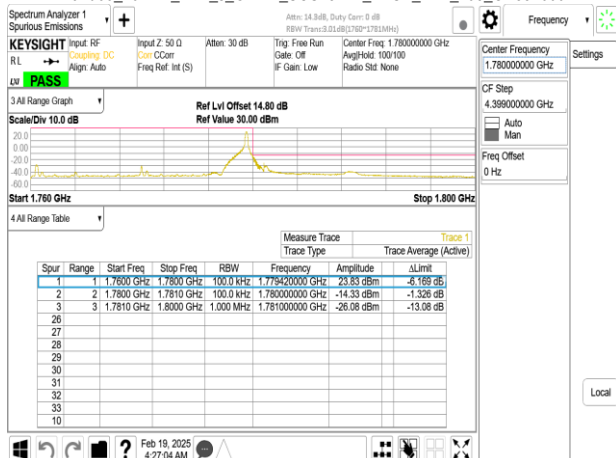 Spectrum Analyzer 1
Spurious Emissions
Attn: 14.3dB, Duty Corr: 0 dB
RBW Trans:3.01dB(1760~1781MHz)
Frequency
Settings
KEYSIGHT
RL
LXI
PASS
Input: RF
Coupling: DC
Align: Auto
Input Z: 50 Ω
Corr CCorr
Freq Ref: Int (S)
Atten: 30 dB
Trig: Free Run
Gate: Off
IF Gain: Low
Center Freq: 1.780000000 GHz
Avg|Hold: 100/100
Radio Std: None
Center Frequency
1.780000000 GHz
CF Step
4.399000000 GHz
Auto
Man
Freq Offset
0 Hz
Local
3 All Range Graph
Scale/Div 10.0 dB
Ref Lvl Offset 14.80 dB
Ref Value 30.00 dBm
20.0
0.00
-20.0
-40.0
-60.0
Start 1.760 GHz
Stop 1.800 GHz
4 All Range Table
Measure Trace Trace 1
Trace Type Trace Average (Active)
Spur Range Start Freq Stop Freq RBW Frequency Amplitude ΔLimit
1 1 1.7600 GHz 1.7800 GHz 100.0 kHz 1.779420000 GHz 23.83 dBm -6.169 dB
2 2 1.7800 GHz 1.7810 GHz 100.0 kHz 1.780000000 GHz -14.33 dBm -1.326 dB
3 3 1.7810 GHz 1.8000 GHz 1.000 MHz 1.781000000 GHz -26.08 dBm -13.08 dB
26
27
28
29
30
31
32
33
10
?
Feb 19, 2025
4:27:04 AM